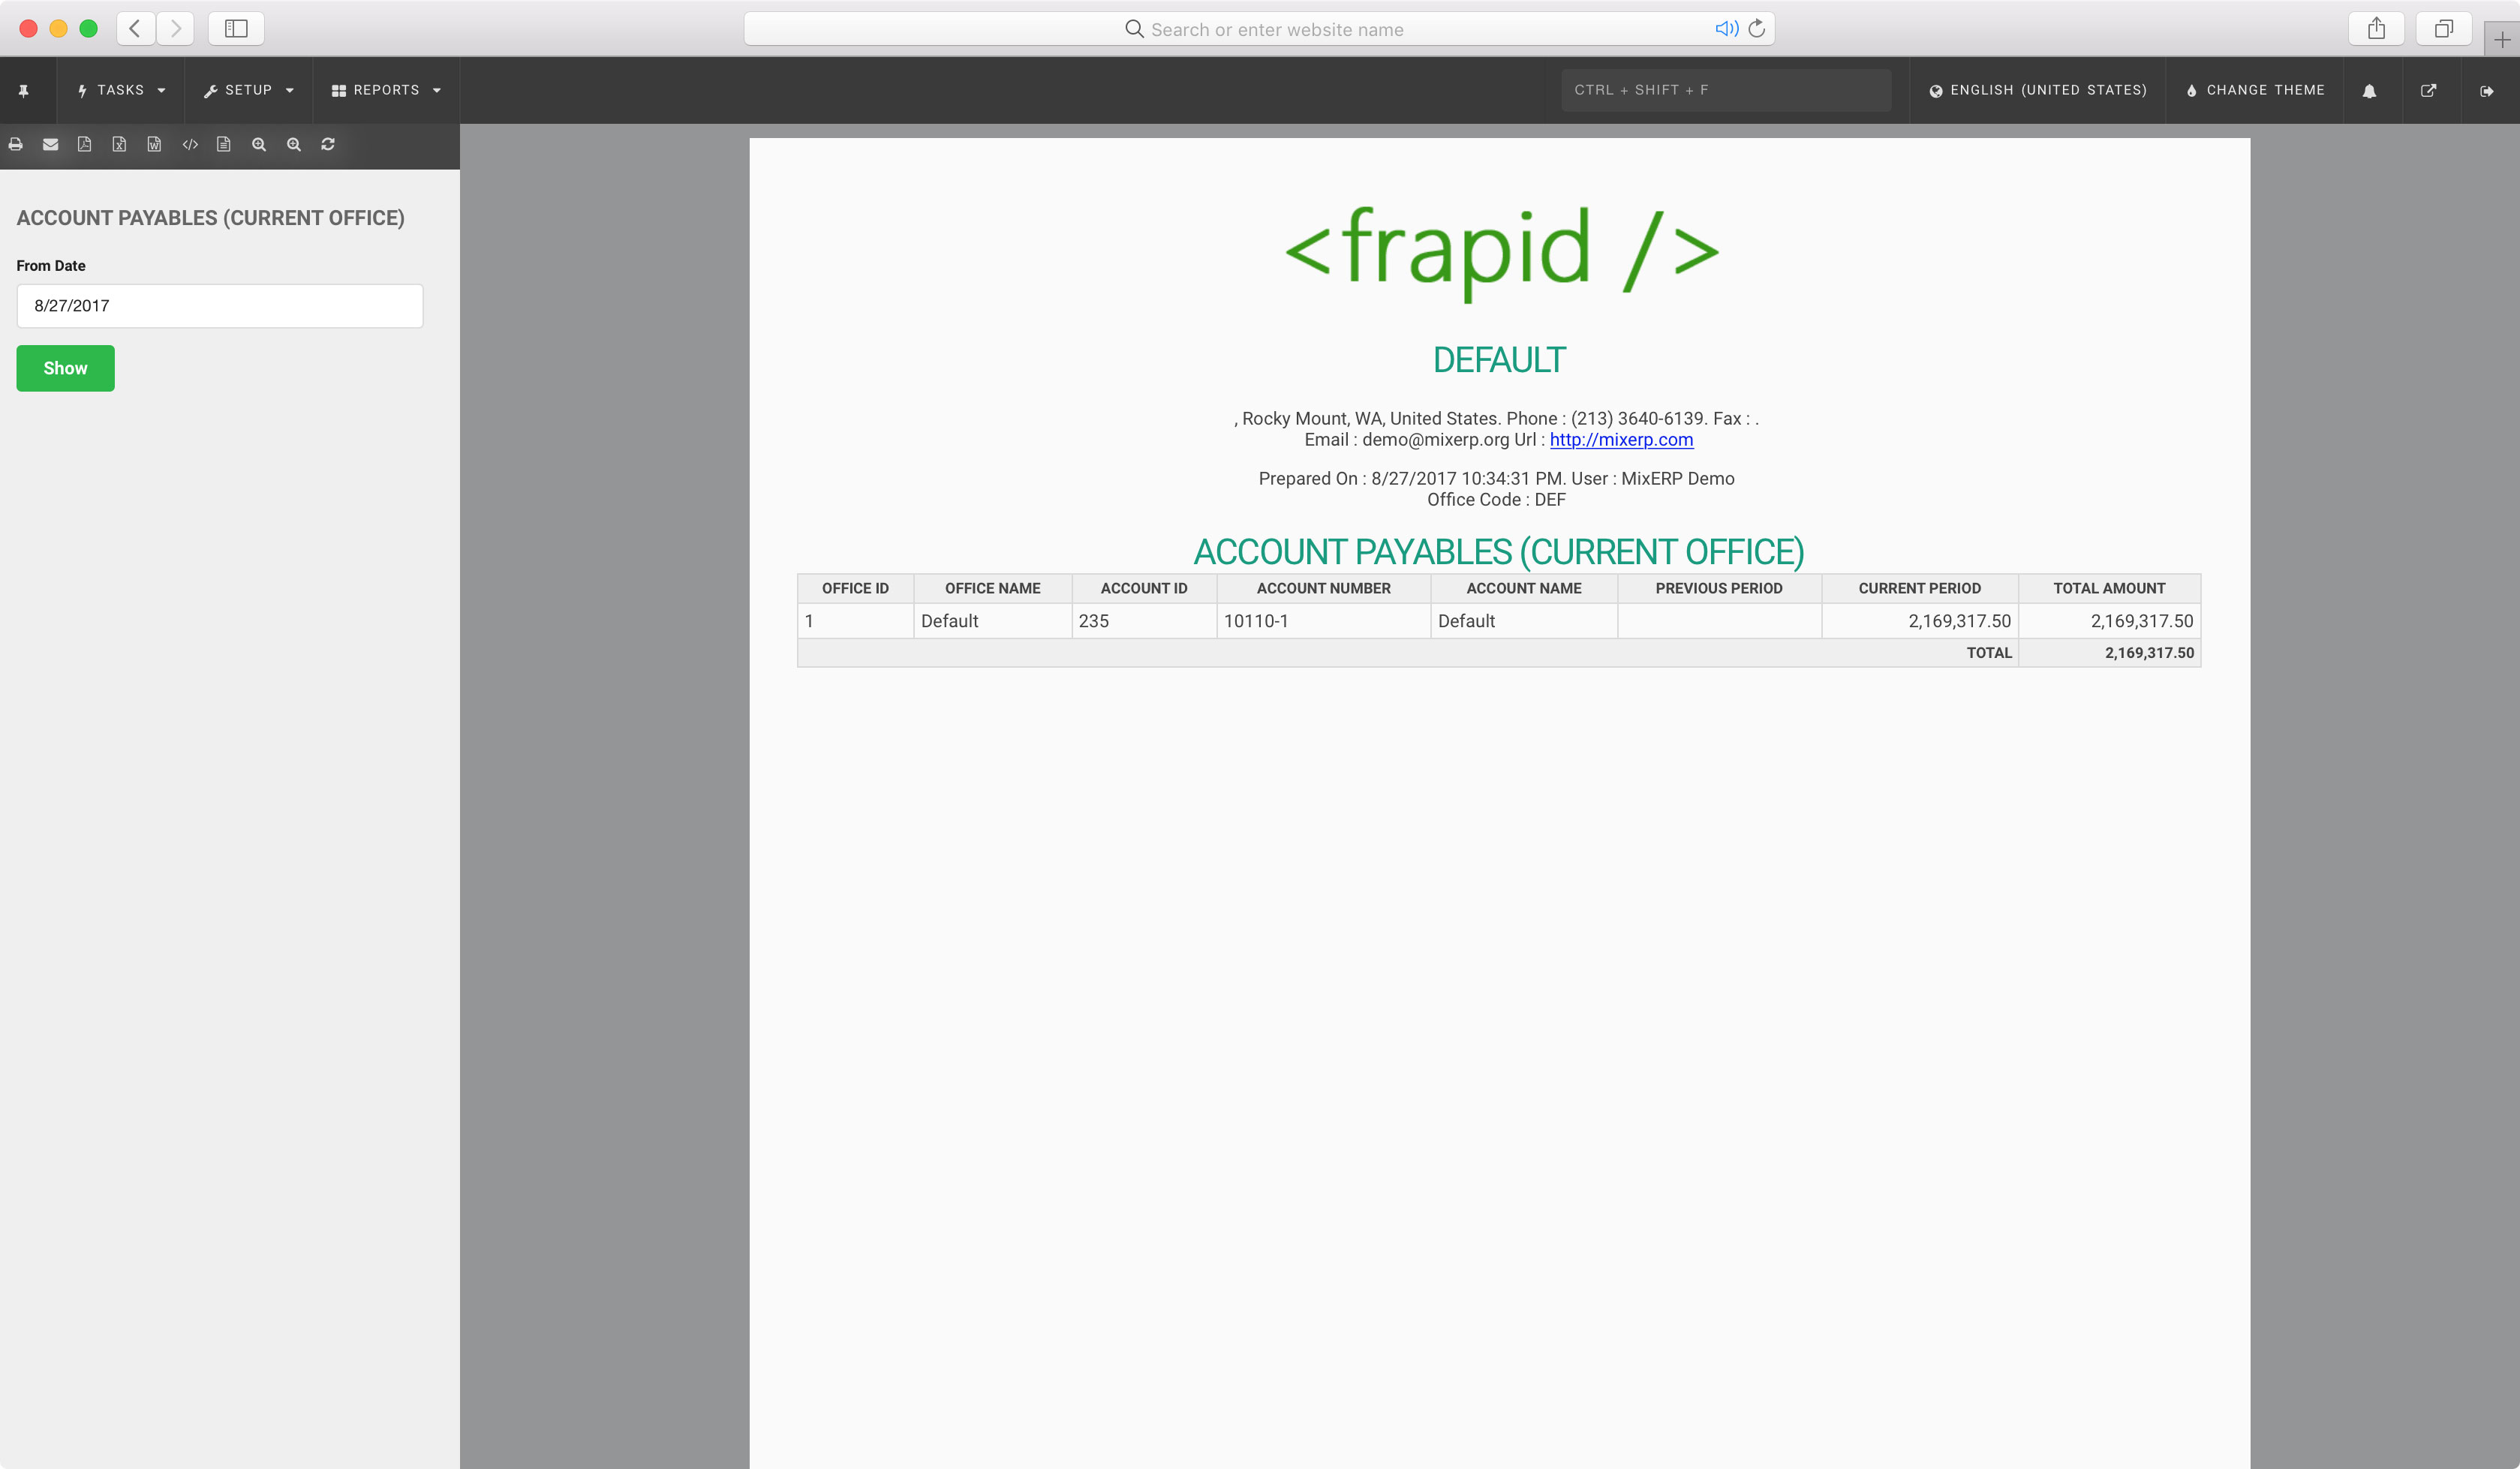 Search or enter website name
TASKS
SETUP
REPORTS
CTRL + SHIFT + F
ENGLISH (UNITED STATES)
CHANGE THEME
ACCOUNT PAYABLES (CURRENT OFFICE)
From Date
8/27/2017
Show
<frapid />
DEFAULT
, Rocky Mount, WA, United States. Phone : (213) 3640-6139. Fax : .
Email : demo@mixerp.org Url : http://mixerp.com
Prepared On : 8/27/2017 10:34:31 PM. User : MixERP Demo
Office Code : DEF
ACCOUNT PAYABLES (CURRENT OFFICE)
OFFICE ID OFFICE NAME ACCOUNT ID ACCOUNT NUMBER ACCOUNT NAME PREVIOUS PERIOD CURRENT PERIOD TOTAL AMOUNT
1 Default 235 10110-1 Default 2,169,317.50 2,169,317.50
TOTAL 2,169,317.50